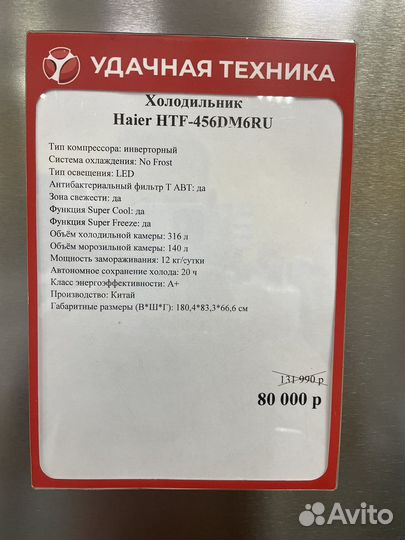 УДАЧНАЯ ТЕХНИКА
Холодильник
Haier HTF-456DM6RU
Тип компрессора: инверторный
Система охлаждения: No Frost
Тип освещения: LED
Антибактериальный фильтр T ABT: да
Зона свежести: да
Функция Super Cool: да
Функция Super Freeze: да
Объём холодильной камеры: 316 л
Объем морозильной камеры: 140 л
Мощность замораживания: 12 кг/сутки
Автономное сохранение холода: 20 ч
Класс энергоэффективности: A+
Производство: Китай
Габаритные размеры (В*Ш*Г): 180,4*83,3*66,6 см
131 990 р
80 000 р
Avito